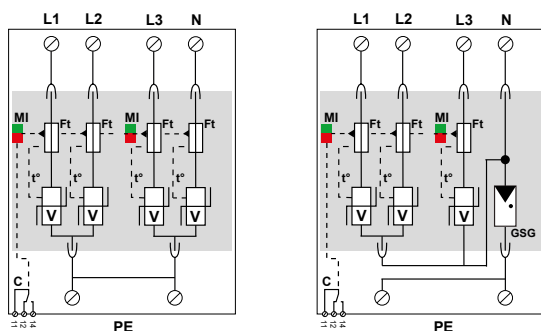 L1 L2 L3 N
MI Ft Ft MI Ft Ft
t° t° t° t°
V V V V
C
11 12 14
PE
L1 L2 L3 N
MI Ft Ft MI Ft
t° t° t°
V V V
GSG
C
11 12 14
PE